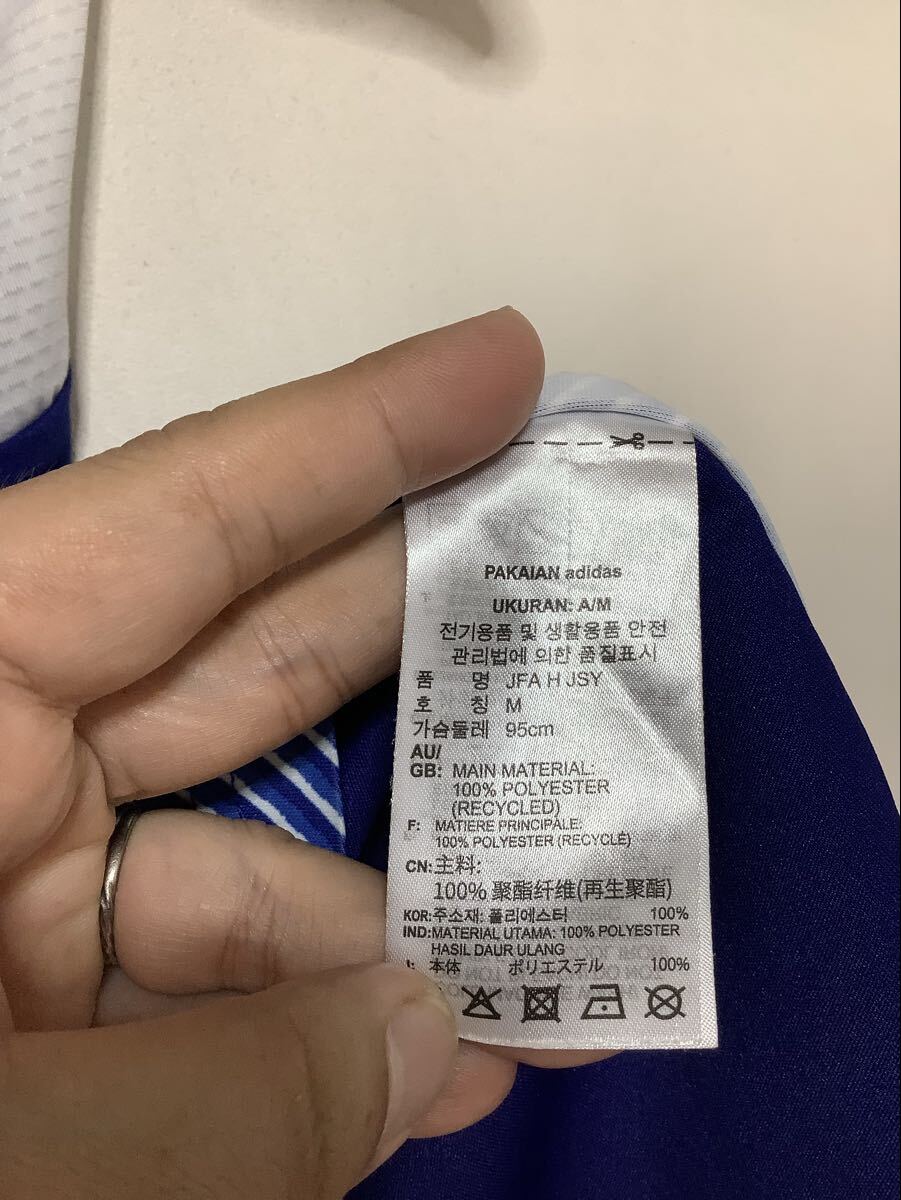 PAKAIAN adidas
UKURAN: A/M
전기용품 및 생활용품 안전
관리법에 의한 품질표시
품 명 JFA H JSY
호 칭 M
가슴둘레 95cm
AU/
GB: MAIN MATERIAL:
100% POLYESTER
(RECYCLED)
F: MATIERE PRINCIPALE:
100% POLYESTER (RECYCLÉ)
CN: 主料:
100% 聚酯纤维(再生聚酯)
KOR: 주소재: 폴리에스터 100%
IND: MATERIAL UTAMA: 100% POLYESTER
HASIL DAUR ULANG
本体 ポリエステル 100%